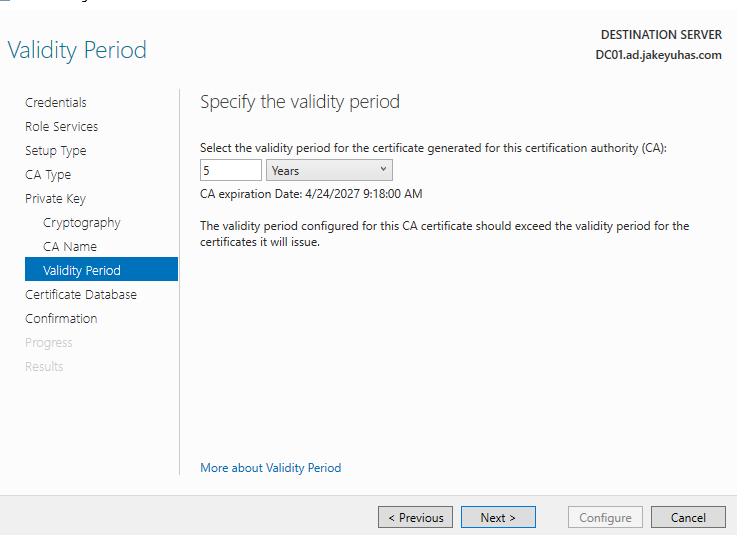 Validity Period
DESTINATION SERVER
DC01.ad.jakeyuhas.com
Credentials
Role Services
Setup Type
CA Type
Private Key
Cryptography
CA Name
Validity Period
Certificate Database
Confirmation
Progress
Results
Specify the validity period
Select the validity period for the certificate generated for this certification authority (CA):
5 Years
CA expiration Date: 4/24/2027 9:18:00 AM
The validity period configured for this CA certificate should exceed the validity period for the
certificates it will issue.
More about Validity Period
< Previous Next > Configure Cancel